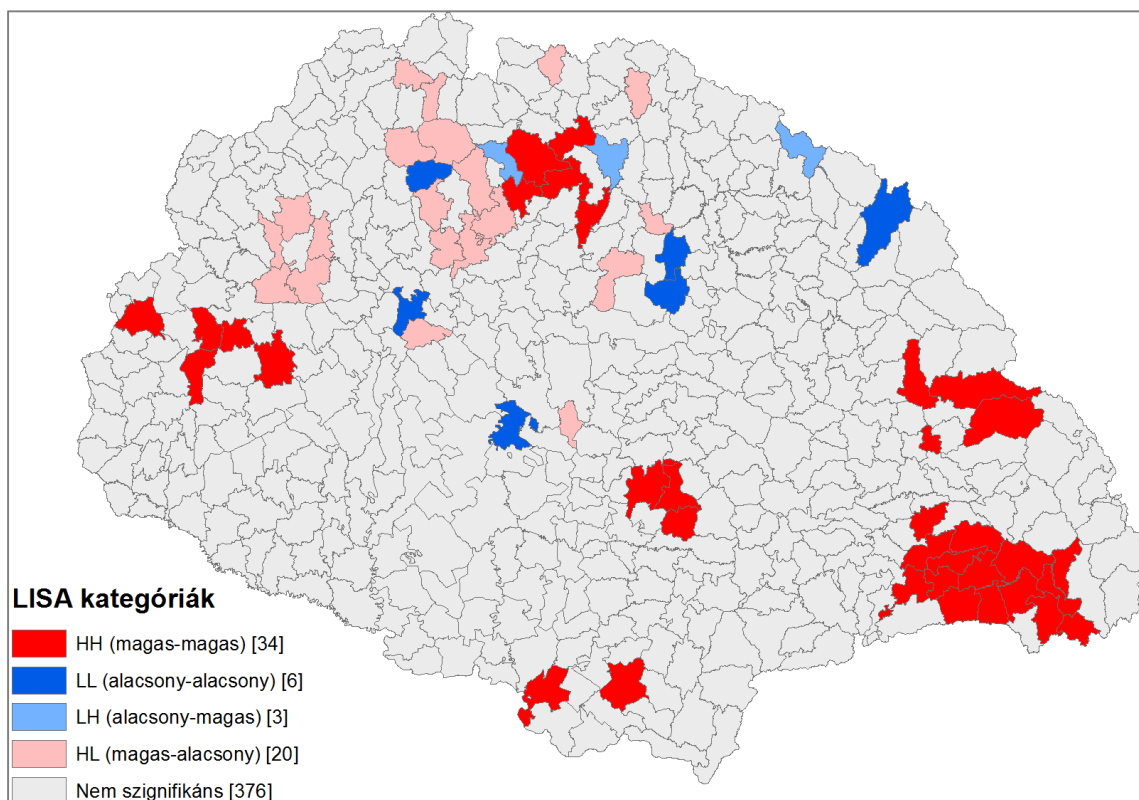 LISA kategóriák
HH (magas-magas) [34]
LL (alacsony-alacsony) [6]
LH (alacsony-magas) [3]
HL (magas-alacsony) [20]
Nem szignifikáns [376]